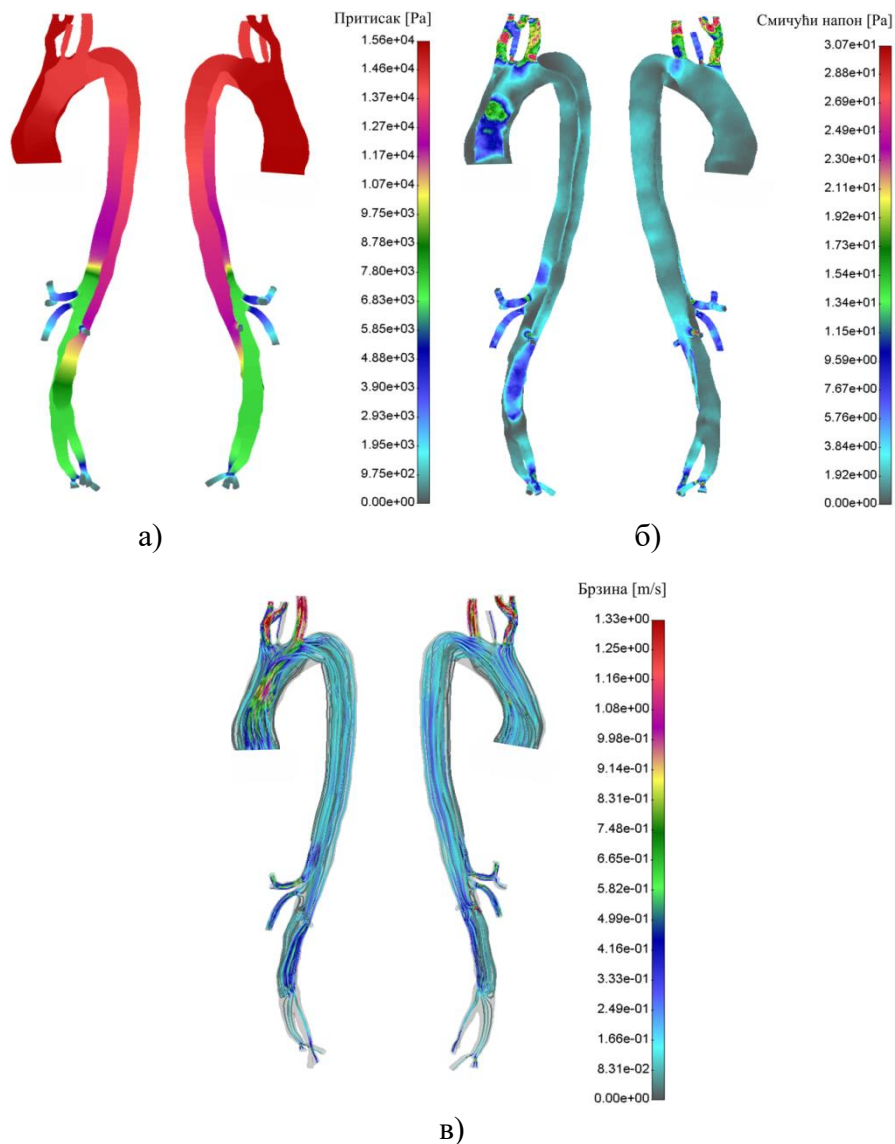 Притисак [Pa]
1.56e+04
1.46e+04
1.37e+04
1.27e+04
1.17e+04
1.07e+04
9.75e+03
8.78e+03
7.80e+03
6.83e+03
5.85e+03
4.88e+03
3.90e+03
2.93e+03
1.95e+03
9.75e+02
0.00e+00
а)
Смичући напон [Pa]
3.07e+01
2.88e+01
2.69e+01
2.49e+01
2.30e+01
2.11e+01
1.92e+01
1.73e+01
1.54e+01
1.34e+01
1.15e+01
9.59e+00
7.67e+00
5.76e+00
3.84e+00
1.92e+00
0.00e+00
б)
Брзина [m/s]
1.33e+00
1.25e+00
1.16e+00
1.08e+00
9.98e-01
9.14e-01
8.31e-01
7.48e-01
6.65e-01
5.82e-01
4.99e-01
4.16e-01
3.33e-01
2.49e-01
1.66e-01
8.31e-02
0.00e+00
в)